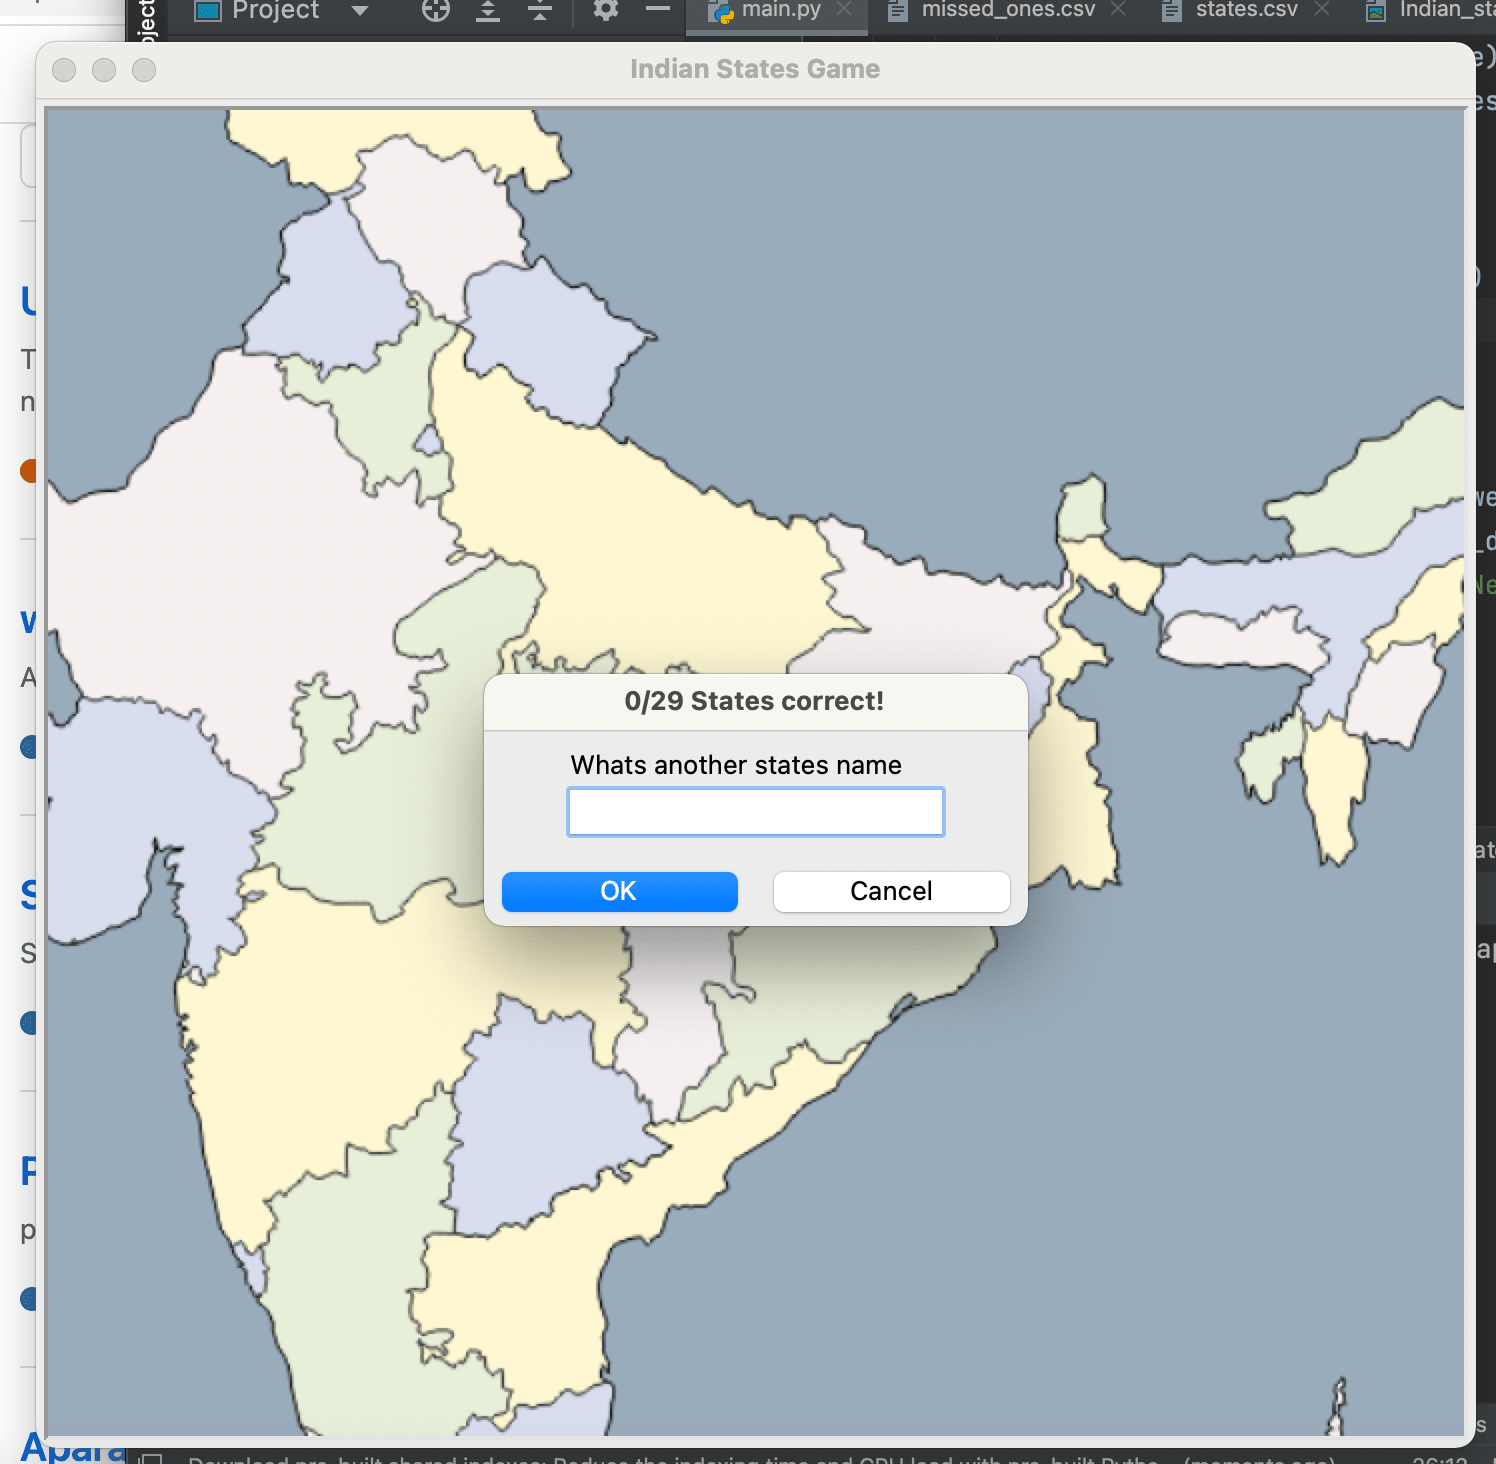 Project
main.py
missed_ones.csv
states.csv
Indian_sta
Indian States Game
0/29 States correct!
Whats another states name
OK
Cancel
Apara